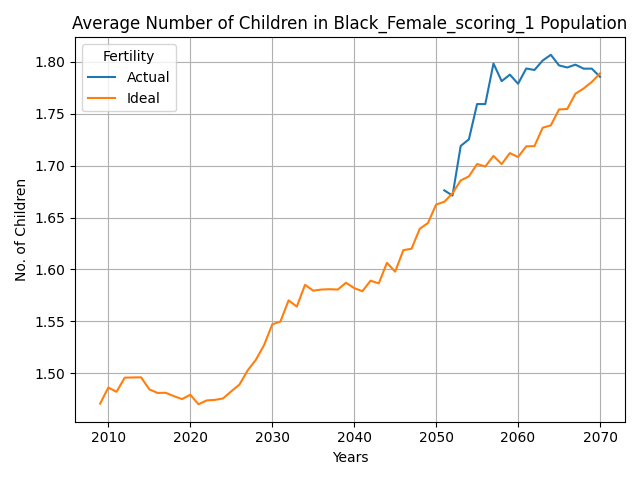 Average Number of Children in Black_Female_scoring_1 Population
Fertility
Actual
Ideal
1.80
1.75
1.70
1.65
1.60
1.55
1.50
No. of Children
2010 2020 2030 2040 2050 2060 2070
Years